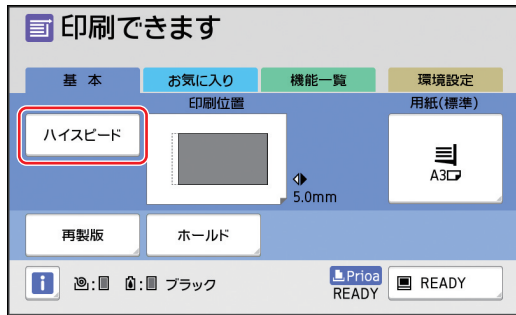 印刷できます
基 本
お気に入り
機能一覧
環境設定
印刷位置
用紙(標準)
ハイスピード
A3
5.0mm
再製版
ホールド
i
: : ブラック
Prioa
READY
READY